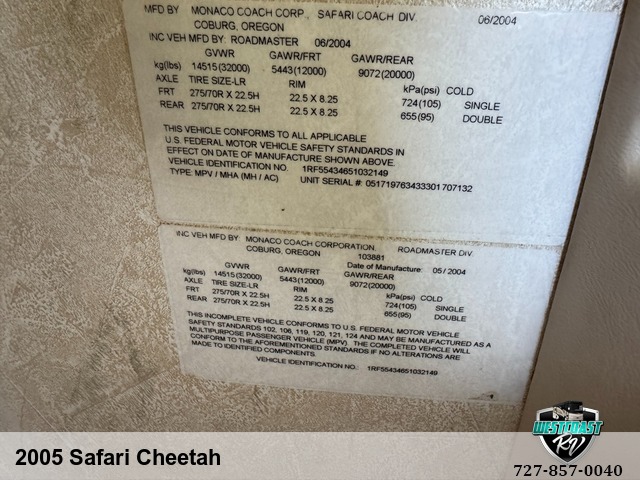 MFD BY MONACO COACH CORP., SAFARI COACH DIV. 06/2004
COBURG, OREGON
INC VEH MFD BY: ROADMASTER 06/2004
GVWR GAWR/FRT GAWR/REAR
kg(lbs) 14515(32000) 5443(12000) 9072(20000)
AXLE TIRE SIZE-LR RIM kPa(psi) COLD
FRT 275/70R X 22.5H 22.5 X 8.25 724(105) SINGLE
REAR 275/70R X 22.5H 22.5 X 8.25 655(95) DOUBLE
THIS VEHICLE CONFORMS TO ALL APPLICABLE
U.S. FEDERAL MOTOR VEHICLE SAFETY STANDARDS IN
EFFECT ON DATE OF MANUFACTURE SHOWN ABOVE.
VEHICLE IDENTIFICATION NO. 1RF55434651032149
TYPE: MPV / MHA (MH / AC) UNIT SERIAL #: 051719763433301707132
INC VEH MFD BY: MONACO COACH CORPORATION, ROADMASTER DIV.
COBURG, OREGON 103881
Date of Manufacture: 05/2004
GVWR GAWR/FRT GAWR/REAR
kg(lbs) 14515(32000) 5443(12000) 9072(20000)
AXLE TIRE SIZE-LR RIM kPa(psi) COLD
FRT 275/70R X 22.5H 22.5 X 8.25 724(105) SINGLE
REAR 275/70R X 22.5H 22.5 X 8.25 655(95) DOUBLE
THIS INCOMPLETE VEHICLE CONFORMS TO U.S. FEDERAL MOTOR VEHICLE
SAFETY STANDARDS 102, 106, 119, 120, 121, 124 AND MAY BE MANUFACTURED AS A
MULTIPURPOSE PASSENGER VEHICLE (MPV). THE COMPLETED VEHICLE WILL
CONFORM TO THE AFOREMENTIONED STANDARDS IF NO ALTERATIONS ARE
MADE TO IDENTIFIED COMPONENTS.
VEHICLE IDENTIFICATION NO.: 1RF55434651032149
2005 Safari Cheetah
WESTCOAST
RV
727-857-0040